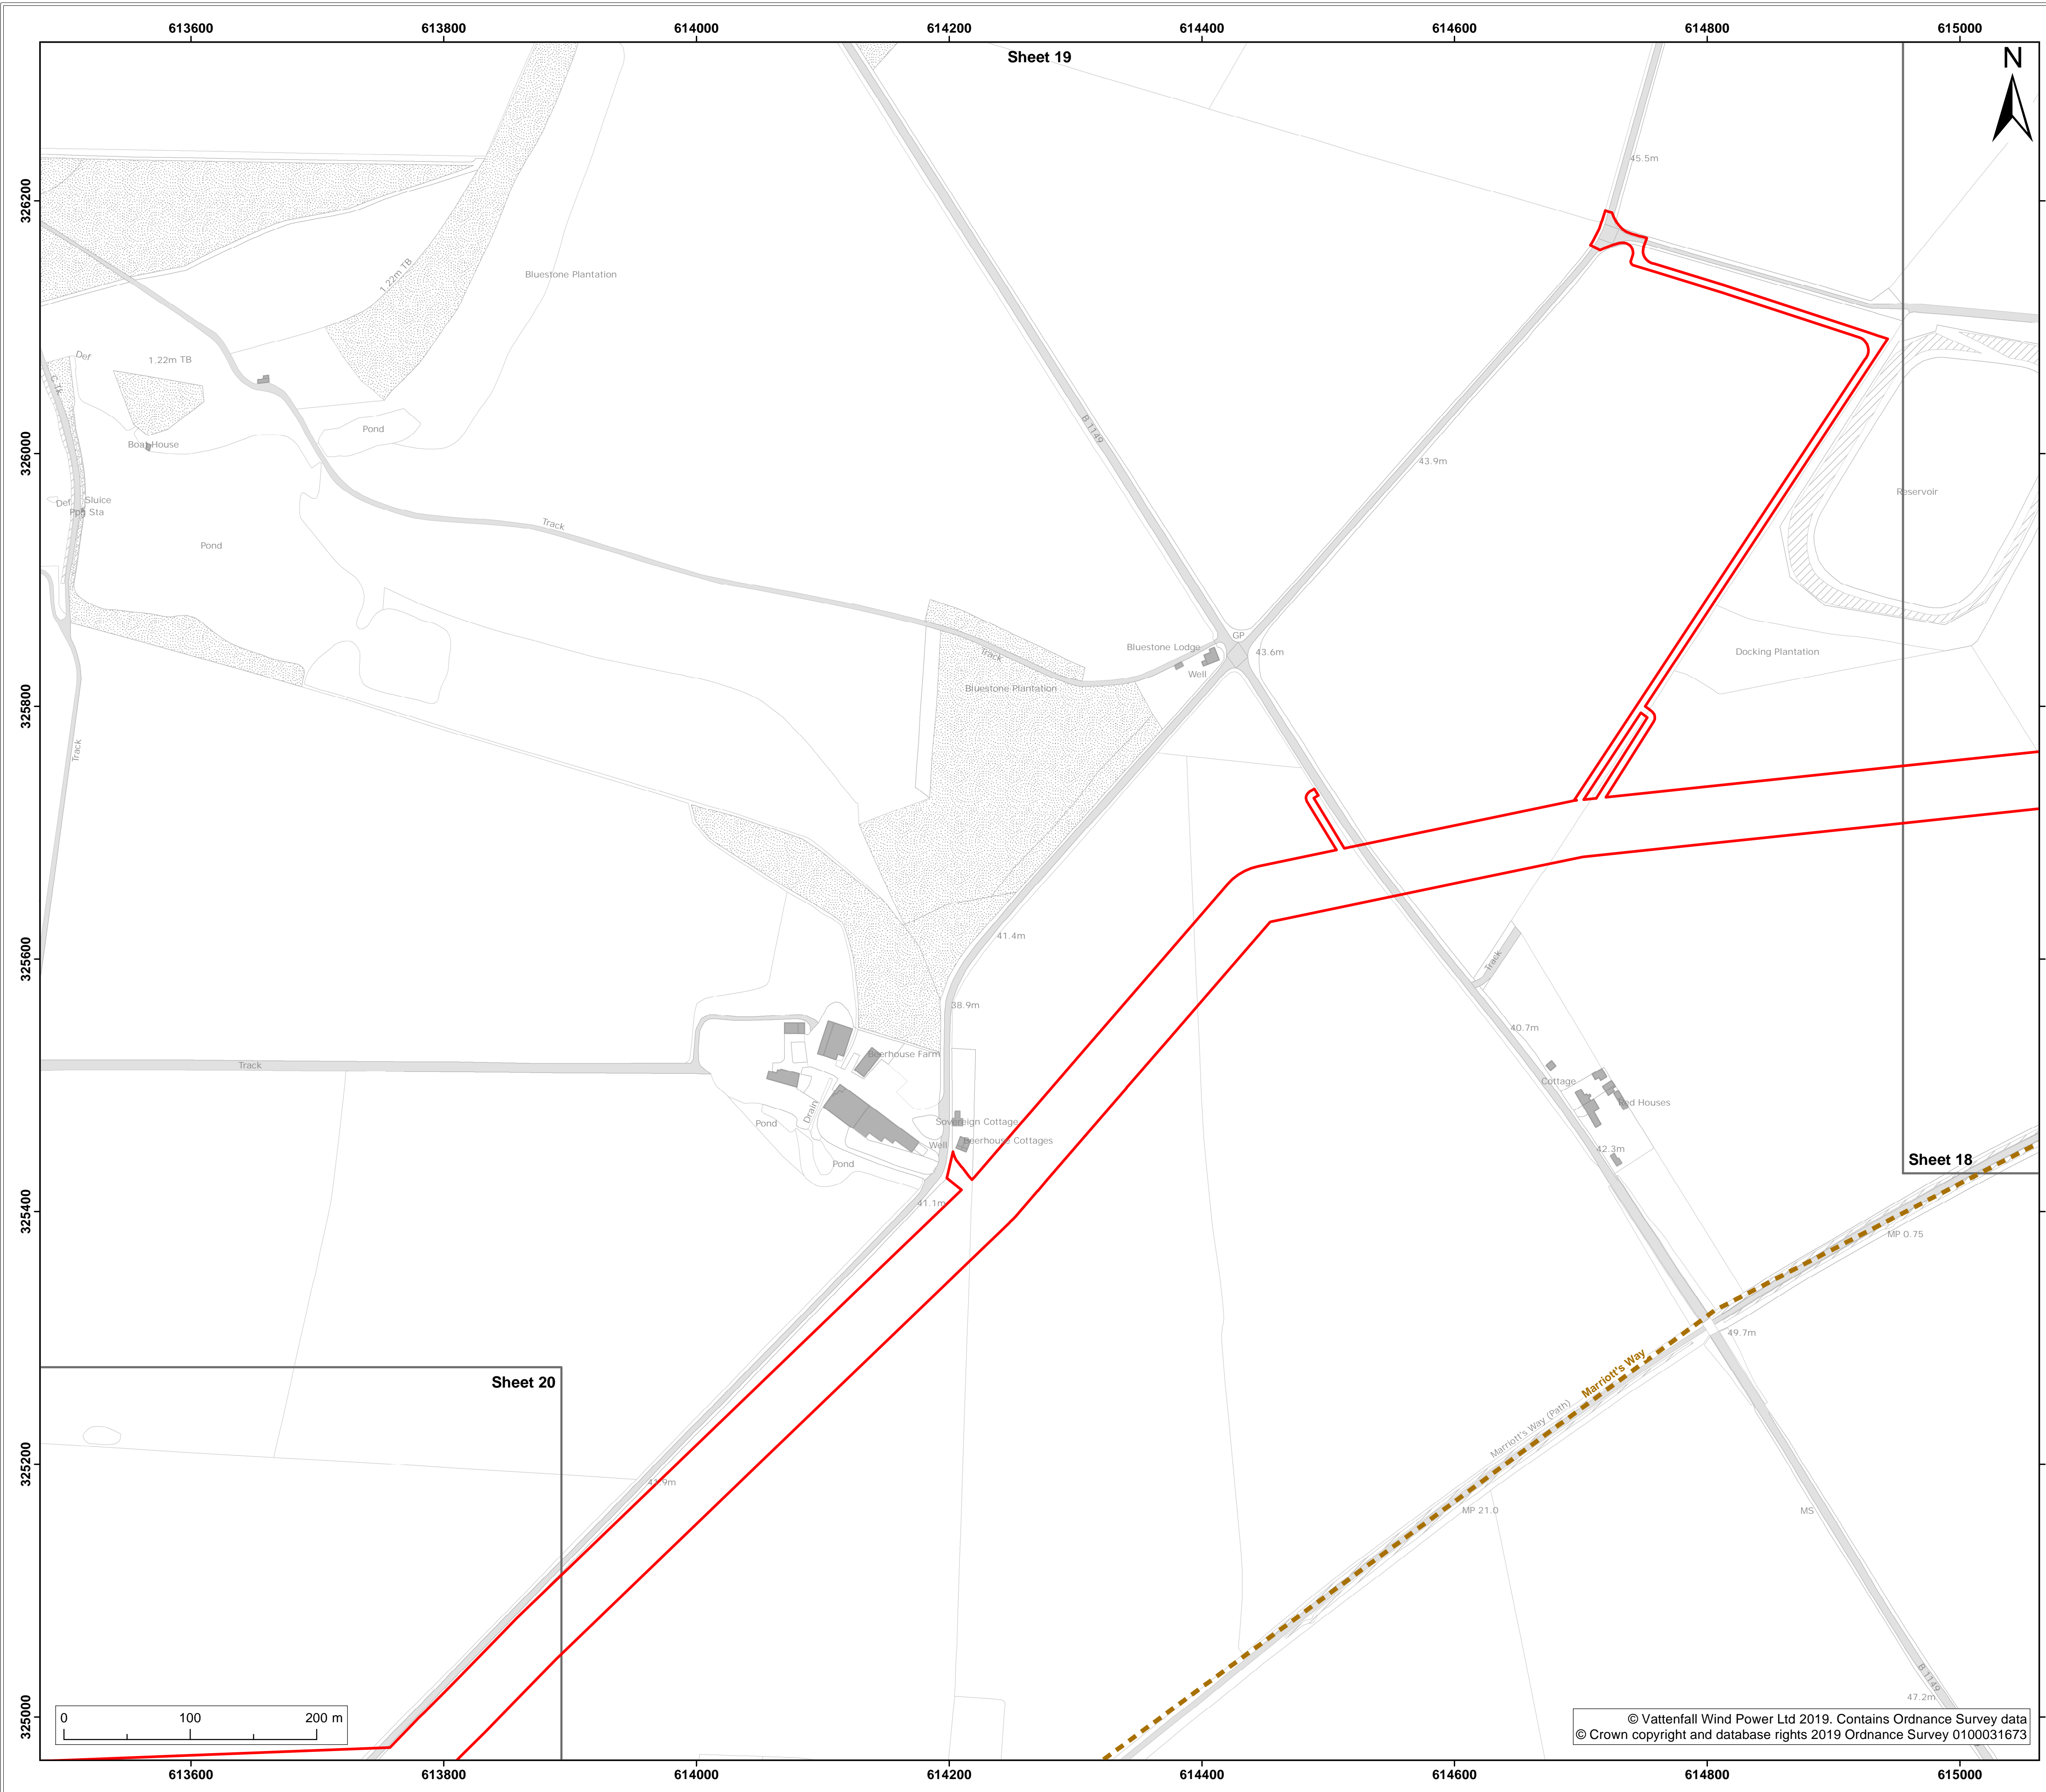 613600 613800 614000 614200 614400 614600 614800 615000
Sheet 19
N
45.5m
326200
1.22m TB
Bluestone Plantation
Def
1.22m TB
C Tk
Pond
B 1149
Boat House
326000
43.9m
Reservoir
Def
Sluice
Ppg Sta
Track
Pond
GP
Bluestone Lodge
43.6m
Docking Plantation
Track
Well
Bluestone Plantation
325800
Track
41.4m
325600
Track
38.9m
40.7m
Beerhouse Farm
Track
Cottage
Red Houses
Drain
Pond
Sovereign Cottage
Well
Beerhouse Cottages
42.3m
Sheet 18
Pond
41.1m
325400
MP 0.75
49.7m
Marriott's Way
Sheet 20
Marriott's Way (Path)
325200
MP 21.0
MS
B 1149
47.2m
325000
0 100 200 m
© Vattenfall Wind Power Ltd 2019. Contains Ordnance Survey data
© Crown copyright and database rights 2019 Ordnance Survey 0100031673
613600 613800 614000 614200 614400 614600 614800 615000